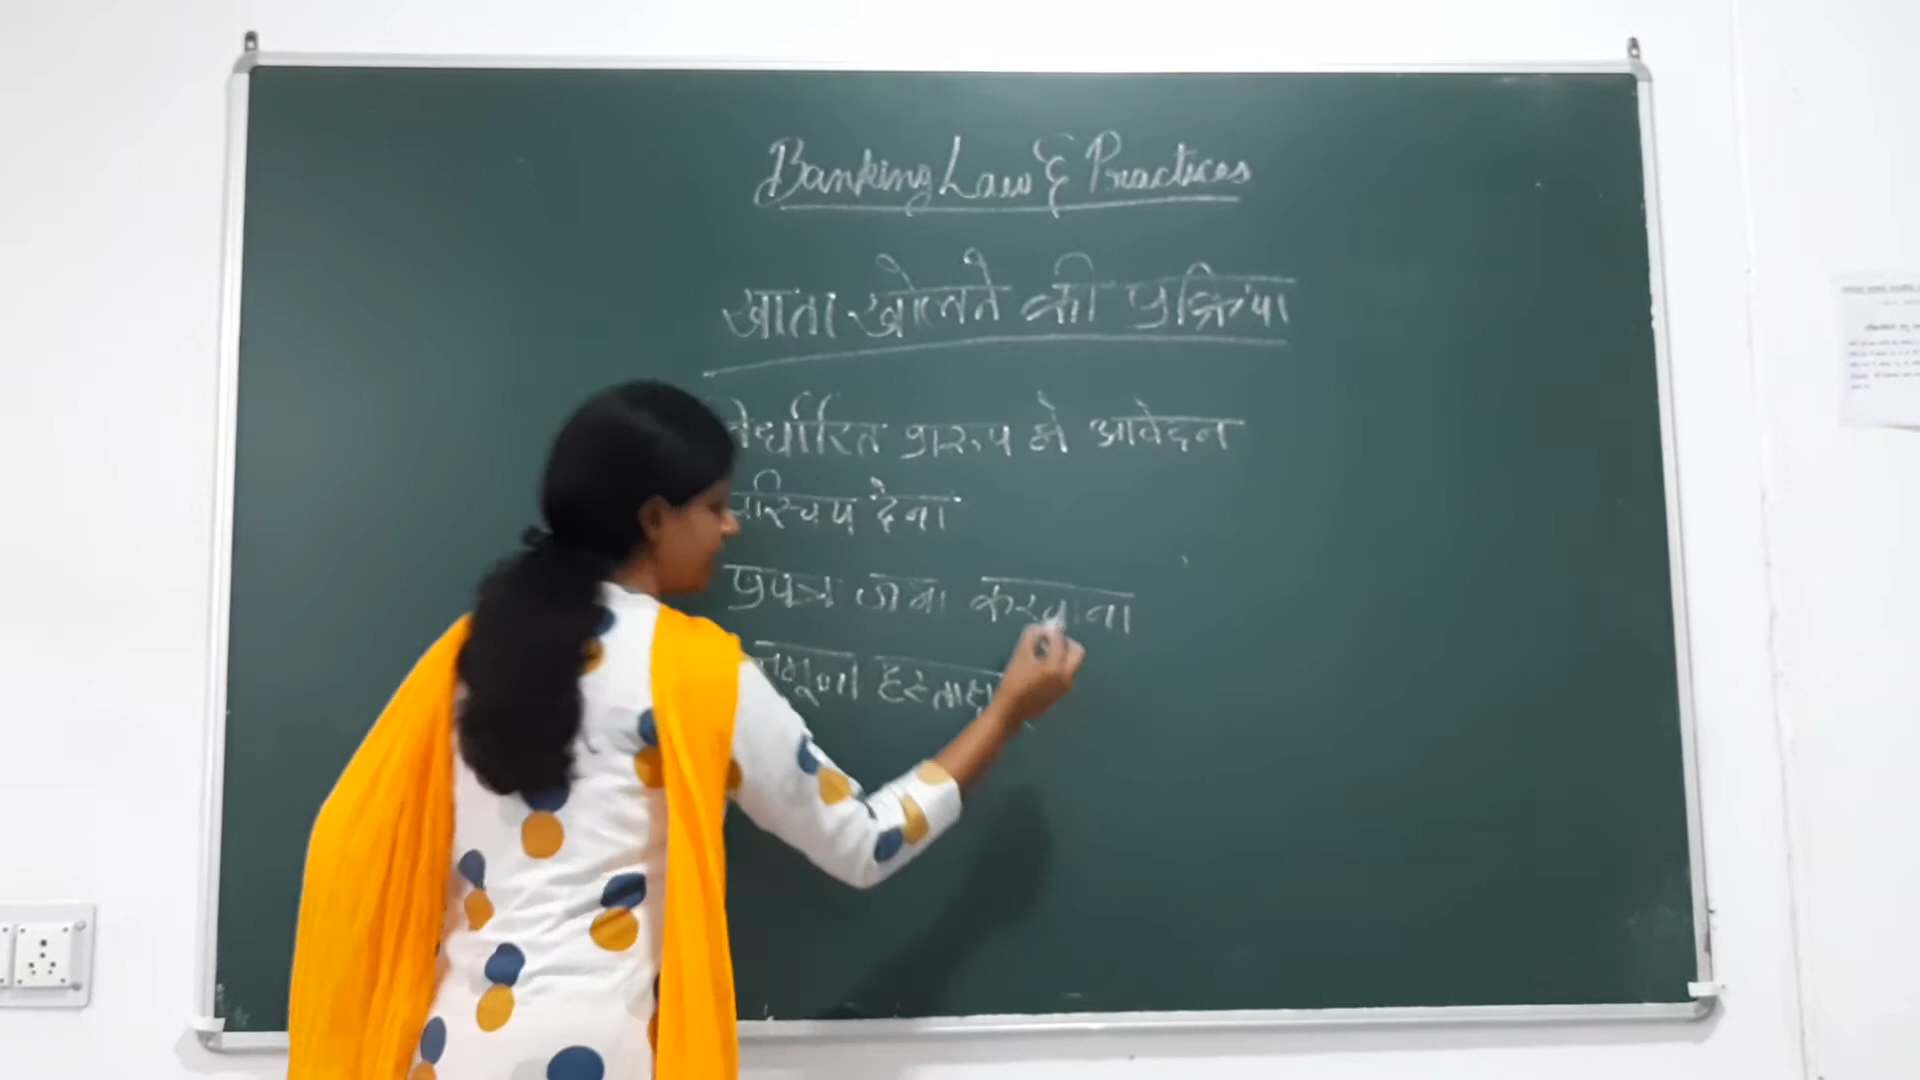 Banking Law & Practices
खाता खोलने की प्रक्रिया
निर्धारित प्रारुप में आवेदन
परिचय देना
प्रपत्र जमा करवाना
नमूना हस्ताक्ष